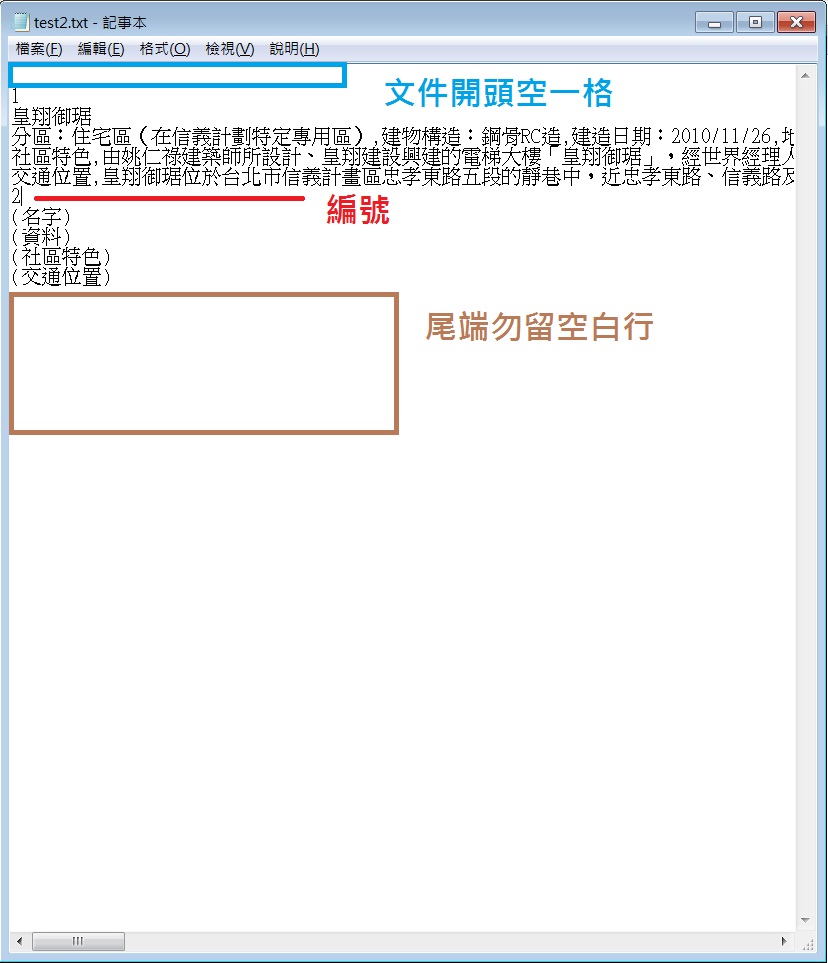 test2.txt - 記事本
檔案(F) 編輯(E) 格式(O) 檢視(V) 說明(H)
文件開頭空一格
1
皇翔御琚
分區：住宅區（在信義計劃特定專用區）,建物構造：鋼骨RC造,建造日期：2010/11/26,地
社區特色,由姚仁祿建築師所設計、皇翔建設興建的電梯大樓「皇翔御琚」，經世界經理人
交通位置,皇翔御琚位於台北市信義計畫區忠孝東路五段的靜巷中，近忠孝東路、信義路及
2
編號
(名字)
(資料)
(社區特色)
(交通位置)
尾端勿留空白行